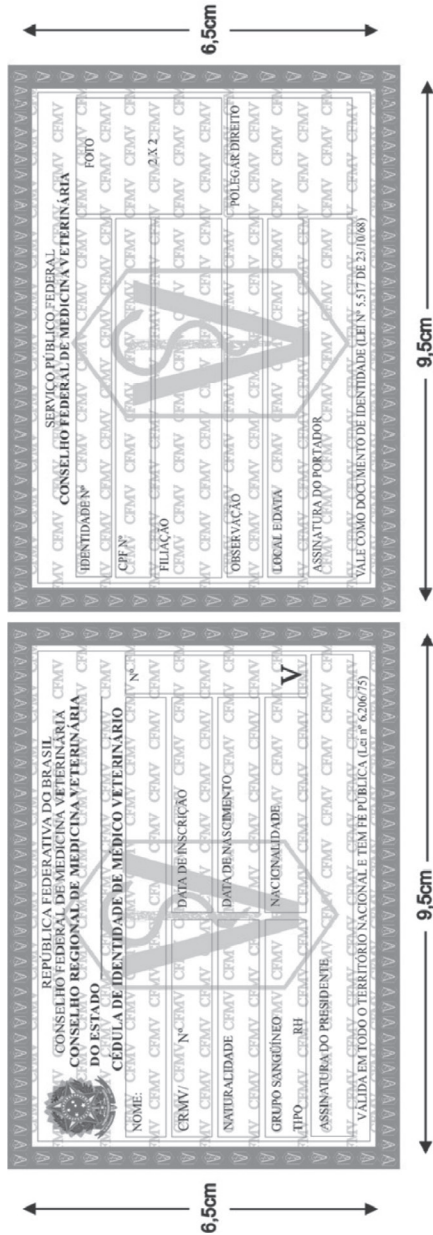 REPÚBLICA FEDERATIVA DO BRASIL
CONSELHO FEDERAL DE MEDICINA VETERINÁRIA
CONSELHO REGIONAL DE MEDICINA VETERINÁRIA
DO ESTADO
CÉDULA DE IDENTIDADE DE MÉDICO VETERINÁRIO
NOME:
Nº
CRMV/ Nº
DATA DE INSCRIÇÃO
NATURALIDADE
DATA DE NASCIMENTO
GRUPO SANGÜÍNEO
NACIONALIDADE
TIPO RH
V
ASSINATURA DO PRESIDENTE
VÁLIDA EM TODO O TERRITÓRIO NACIONAL E TEM FÉ PÚBLICA (Lei nº 6.206/75)
6,5cm
9,5cm
SERVIÇO PÚBLICO FEDERAL
CONSELHO FEDERAL DE MEDICINA VETERINÁRIA
IDENTIDADE Nº
FOTO
CPF Nº
2 X 2
FILIAÇÃO
OBSERVAÇÃO
POLEGAR DIREITO
LOCAL E DATA
ASSINATURA DO PORTADOR
VALE COMO DOCUMENTO DE IDENTIDADE (LEI Nº 5.517 DE 23/10/68)
6,5cm
9,5cm
CFMV